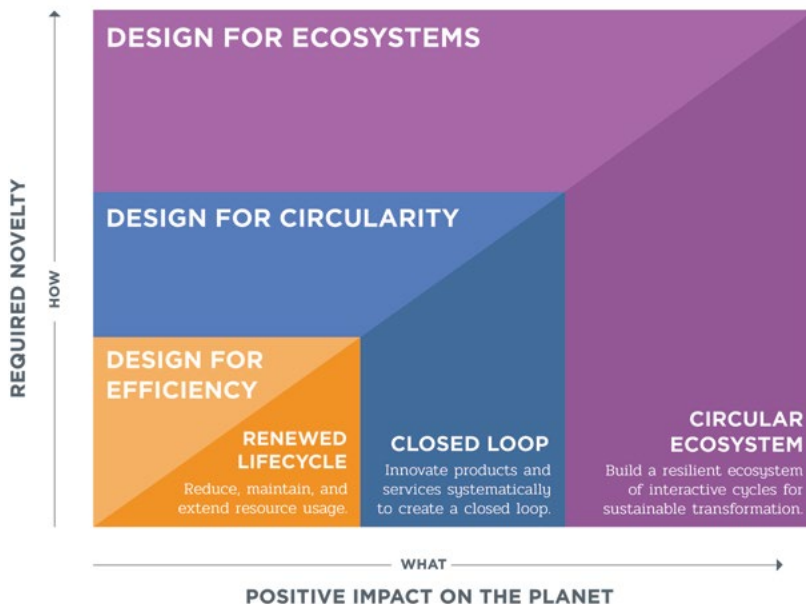 DESIGN FOR ECOSYSTEMS
DESIGN FOR CIRCULARITY
DESIGN FOR
EFFICIENCY
RENEWED
LIFECYCLE
Reduce, maintain, and
extend resource usage.
CLOSED LOOP
Innovate products and
services systematically
to create a closed loop.
CIRCULAR
ECOSYSTEM
Build a resilient ecosystem
of interactive cycles for
sustainable transformation.
REQUIRED NOVELTY
HOW
WHAT
POSITIVE IMPACT ON THE PLANET